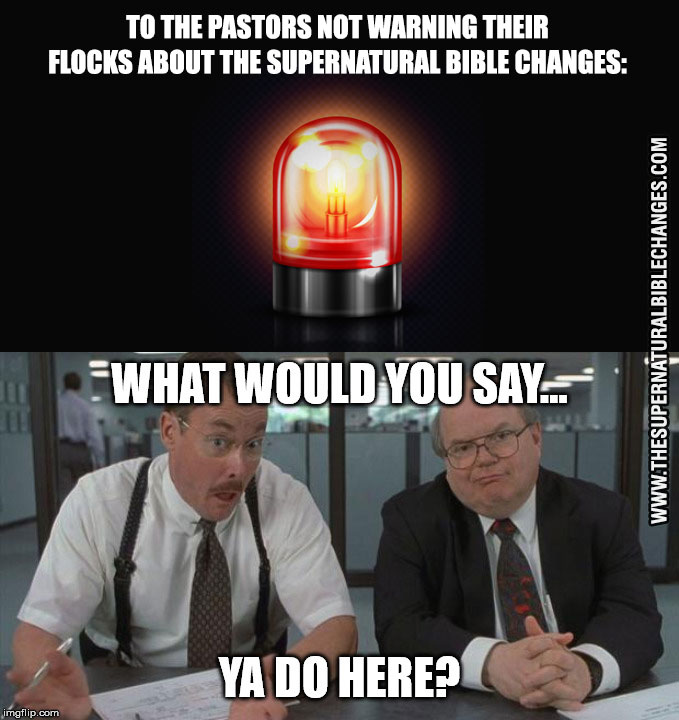 TO THE PASTORS NOT WARNING THEIR
FLOCKS ABOUT THE SUPERNATURAL BIBLE CHANGES:
WWW.THESUPERNATURALBIBLECHANGES.COM
WHAT WOULD YOU SAY...
YA DO HERE?
imgflip.com